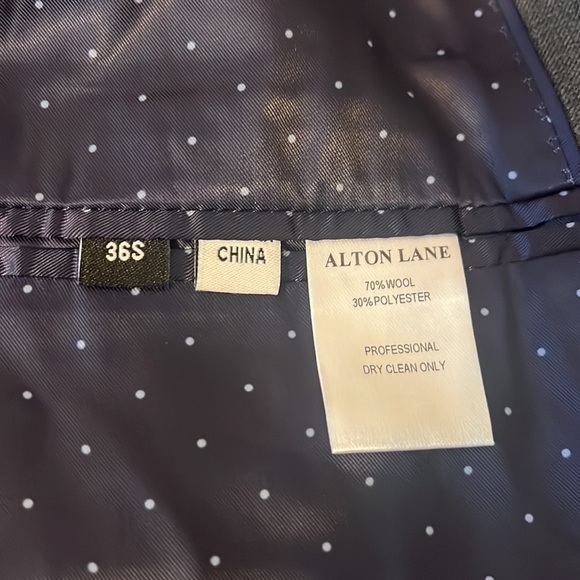 36S
CHINA
ALTON LANE
70%WOOL
30%POLYESTER
PROFESSIONAL
DRY CLEAN ONLY